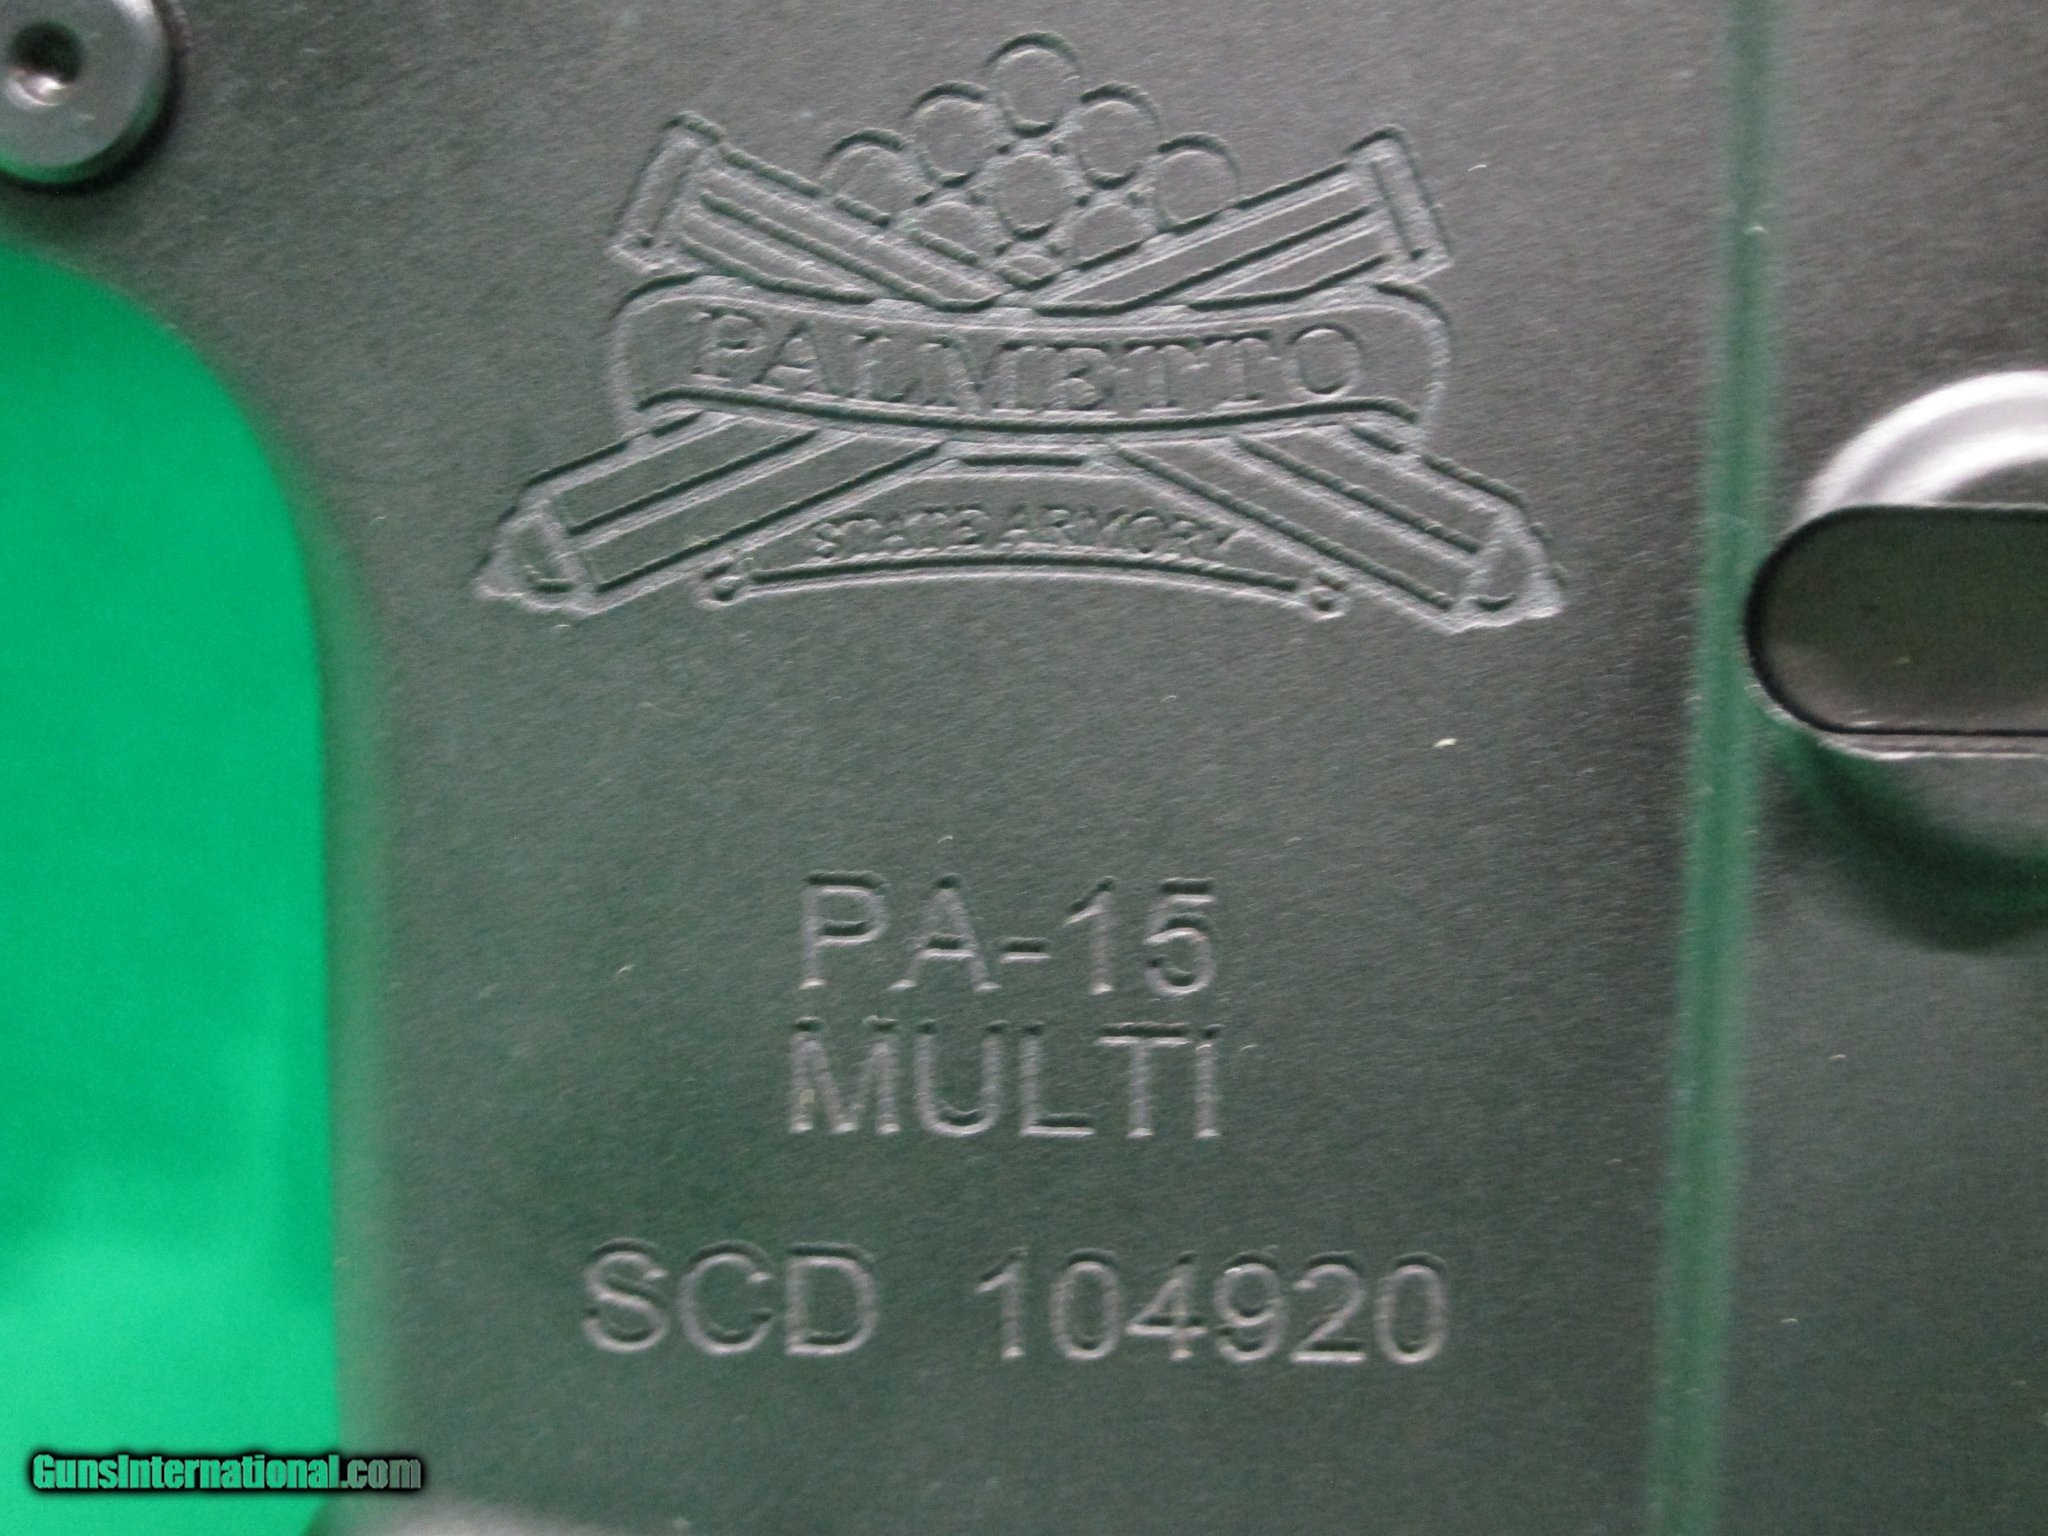 PALMETTO
STATE ARMORY
PA-15
MULTI
SCD 104920
GunsInternational.com